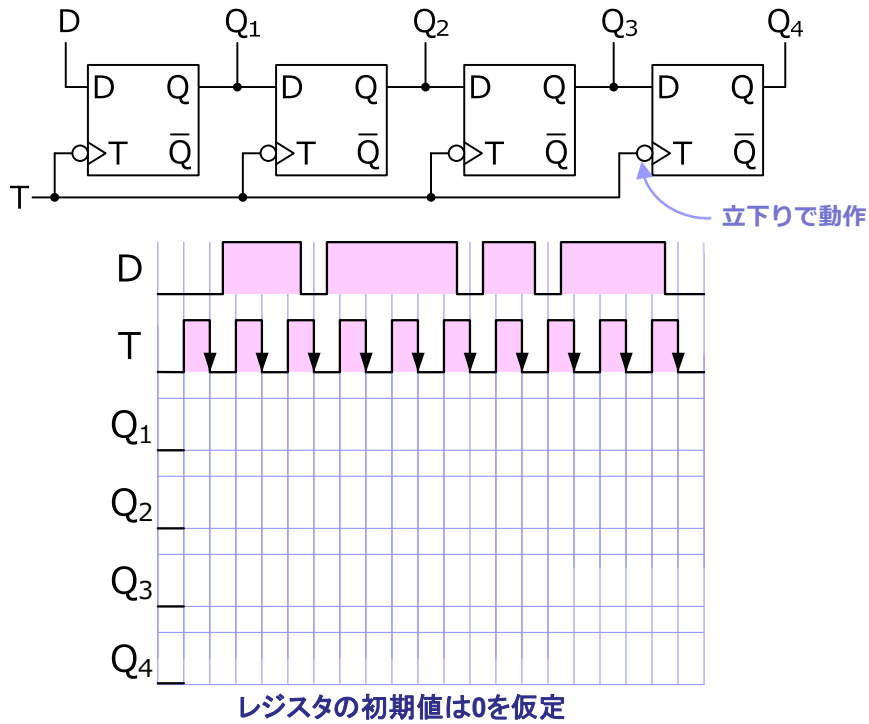 D Q1 Q2 Q3 Q4
D Q D Q D Q D Q
T Q̅ T Q̅ T Q̅ T Q̅
T
立下りで動作
D
T
Q1
Q2
Q3
Q4
レジスタの初期値は0を仮定